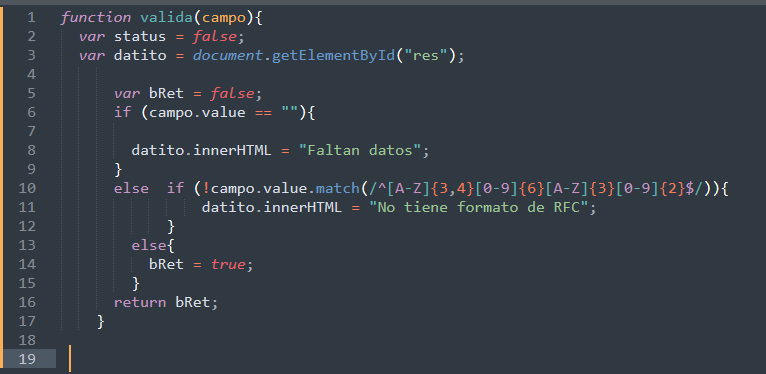 1 function valida(campo){
2 var status = false;
3 var datito = document.getElementById("res");
4
5 var bRet = false;
6 if (campo.value == ""){
7
8 datito.innerHTML = "Faltan datos";
9 }
10 else  if (!campo.value.match(/^[A-Z]{3,4}[0-9]{6}[A-Z]{3}[0-9]{2}$/)){
11 datito.innerHTML = "No tiene formato de RFC";
12 }
13 else{
14 bRet = true;
15 }
16 return bRet;
17 }
18
19